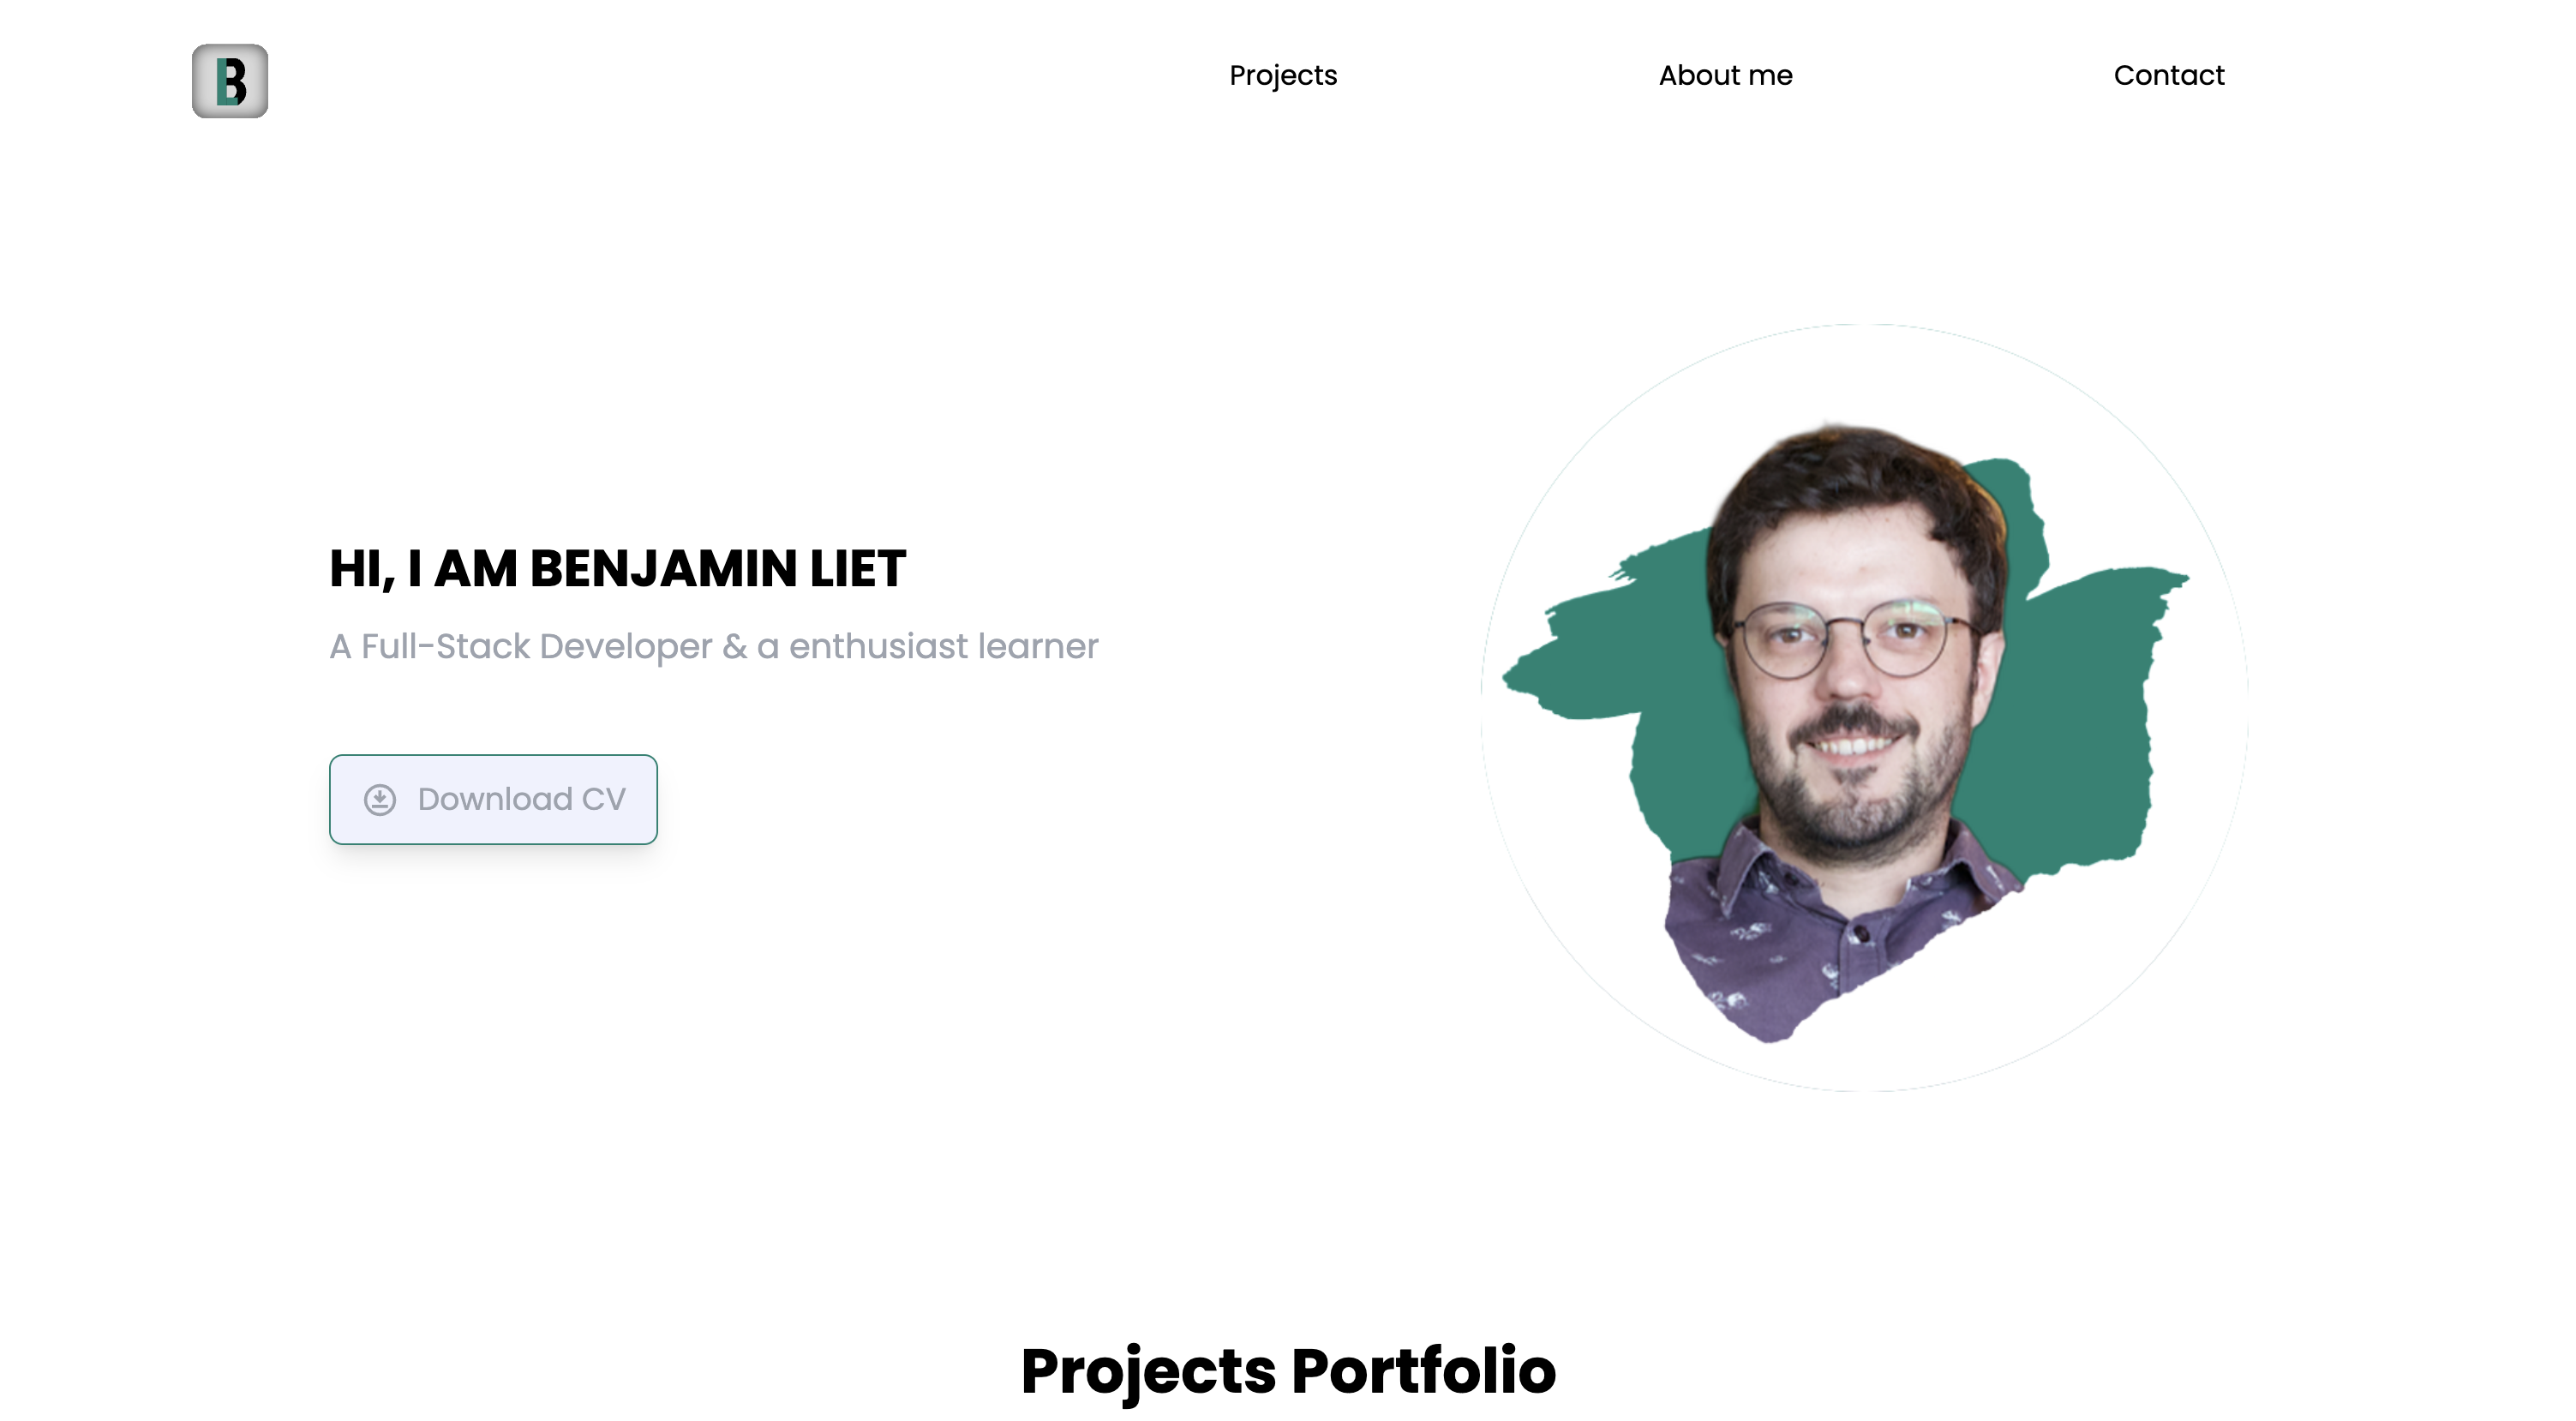 B
Projects
About me
Contact
HI, I AM BENJAMIN LIET
A Full-Stack Developer & a enthusiast learner
Download CV
Projects Portfolio